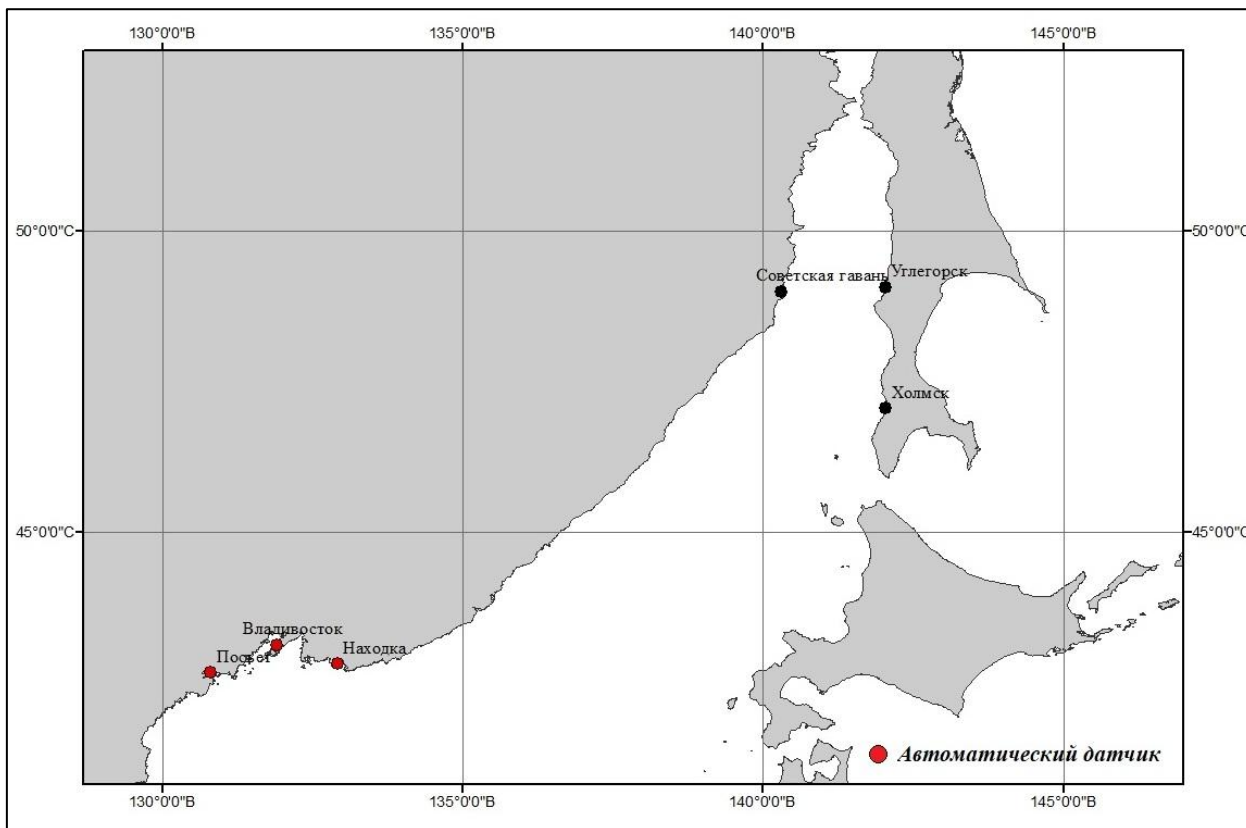 130°0'0"В 135°0'0"В 140°0'0"В 145°0'0"В
50°0'0"С 50°0'0"С
Советская гавань Углегорск
Холмск
45°0'0"С 45°0'0"С
Владивосток
Посьет Находка
Автоматический датчик
130°0'0"В 135°0'0"В 140°0'0"В 145°0'0"В